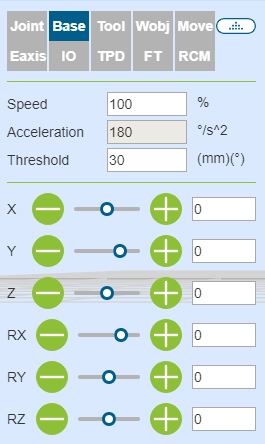 Joint Base Tool Wobj Move
Eaxis IO TPD FT RCM
Speed 100 %
Acceleration 180 °/s^2
Threshold 30 (mm)(°)
X 0
Y 0
Z 0
RX 0
RY 0
RZ 0